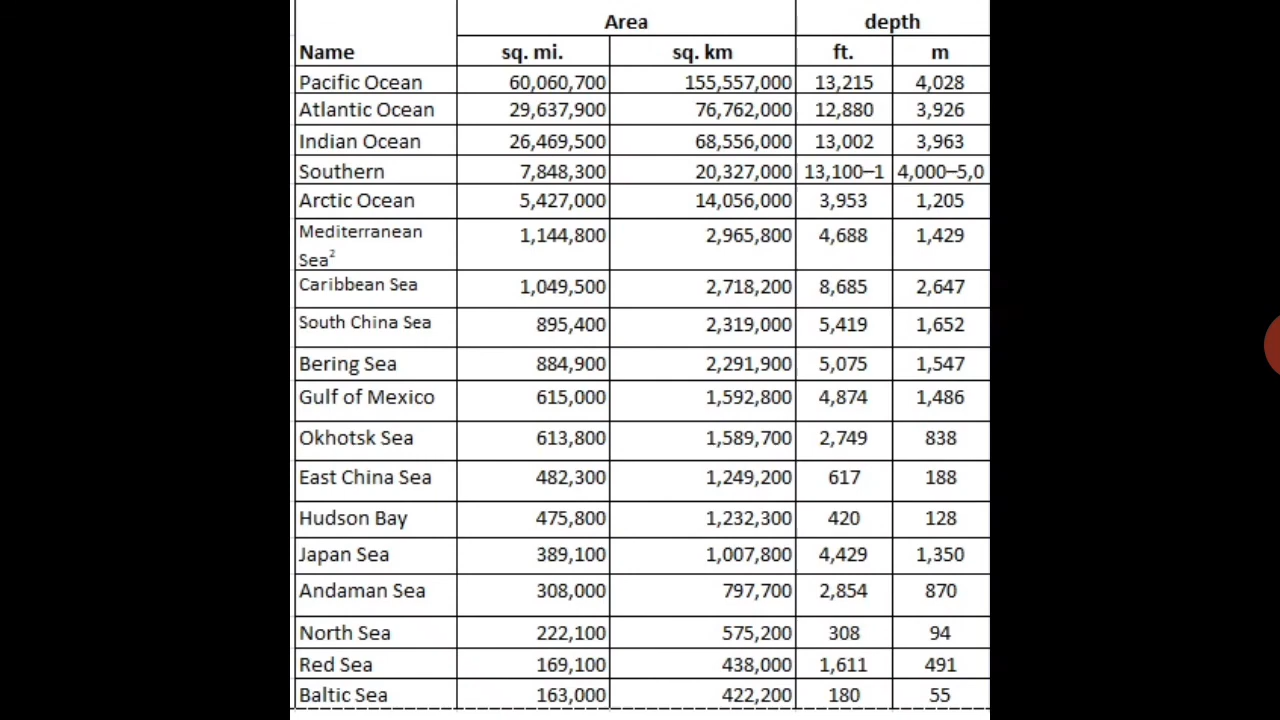 Area depth
Name sq. mi. sq. km ft. m
Pacific Ocean 60,060,700 155,557,000 13,215 4,028
Atlantic Ocean 29,637,900 76,762,000 12,880 3,926
Indian Ocean 26,469,500 68,556,000 13,002 3,963
Southern 7,848,300 20,327,000 13,100–1 4,000–5,0
Arctic Ocean 5,427,000 14,056,000 3,953 1,205
Mediterranean 1,144,800 2,965,800 4,688 1,429
Sea²
Caribbean Sea 1,049,500 2,718,200 8,685 2,647
South China Sea 895,400 2,319,000 5,419 1,652
Bering Sea 884,900 2,291,900 5,075 1,547
Gulf of Mexico 615,000 1,592,800 4,874 1,486
Okhotsk Sea 613,800 1,589,700 2,749 838
East China Sea 482,300 1,249,200 617 188
Hudson Bay 475,800 1,232,300 420 128
Japan Sea 389,100 1,007,800 4,429 1,350
Andaman Sea 308,000 797,700 2,854 870
North Sea 222,100 575,200 308 94
Red Sea 169,100 438,000 1,611 491
Baltic Sea 163,000 422,200 180 55